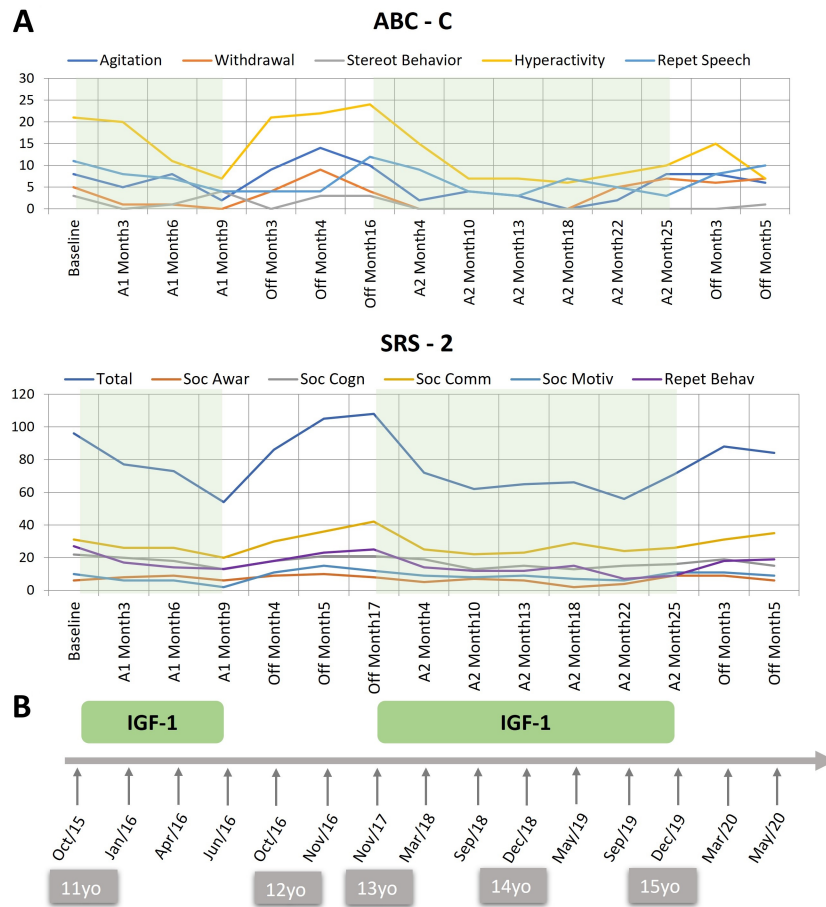 A
ABC - C
Agitation Withdrawal Stereot Behavior Hyperactivity Repet Speech
30
25
20
15
10
5
0
Baseline
A1 Month3
A1 Month6
A1 Month9
Off Month3
Off Month4
Off Month16
A2 Month4
A2 Month10
A2 Month13
A2 Month18
A2 Month22
A2 Month25
Off Month3
Off Month5
SRS - 2
Total Soc Awar Soc Cogn Soc Comm Soc Motiv Repet Behav
120
100
80
60
40
20
0
Baseline
A1 Month3
A1 Month6
A1 Month9
Off Month4
Off Month5
Off Month17
A2 Month4
A2 Month10
A2 Month13
A2 Month18
A2 Month22
A2 Month25
Off Month3
Off Month5
B
IGF-1 IGF-1
Oct/15
Jan/16
Apr/16
Jun/16
Oct/16
Nov/16
Nov/17
Mar/18
Sep/18
Dec/18
May/19
Sep/19
Dec/19
Mar/20
May/20
11yo 12yo 13yo 14yo 15yo